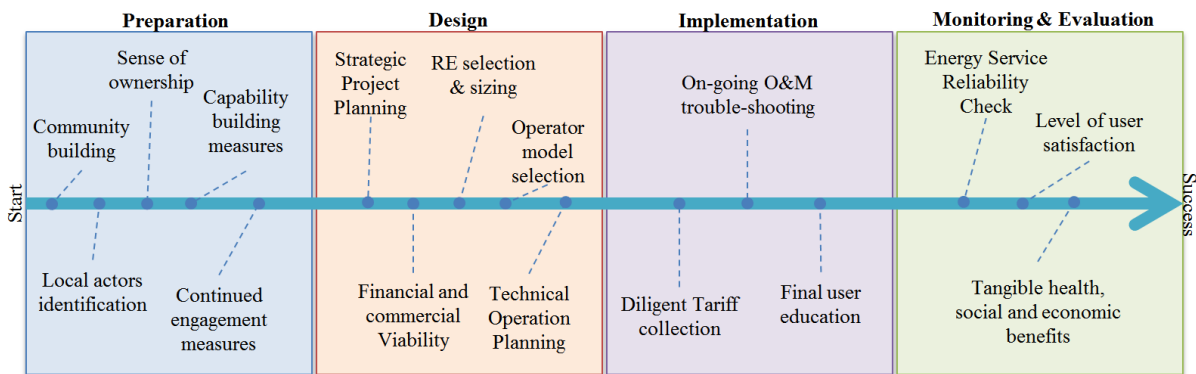 Preparation
Design
Implementation
Monitoring & Evaluation
Start
Community
building
Sense of
ownership
Capability
building
measures
Local actors
identification
Continued
engagement
measures
Strategic
Project
Planning
RE selection
& sizing
Operator
model
selection
Financial and
commercial
Viability
Technical
Operation
Planning
On-going O&M
trouble-shooting
Diligent Tariff
collection
Final user
education
Energy Service
Reliability
Check
Level of user
satisfaction
Tangible health,
social and economic
benefits
Success